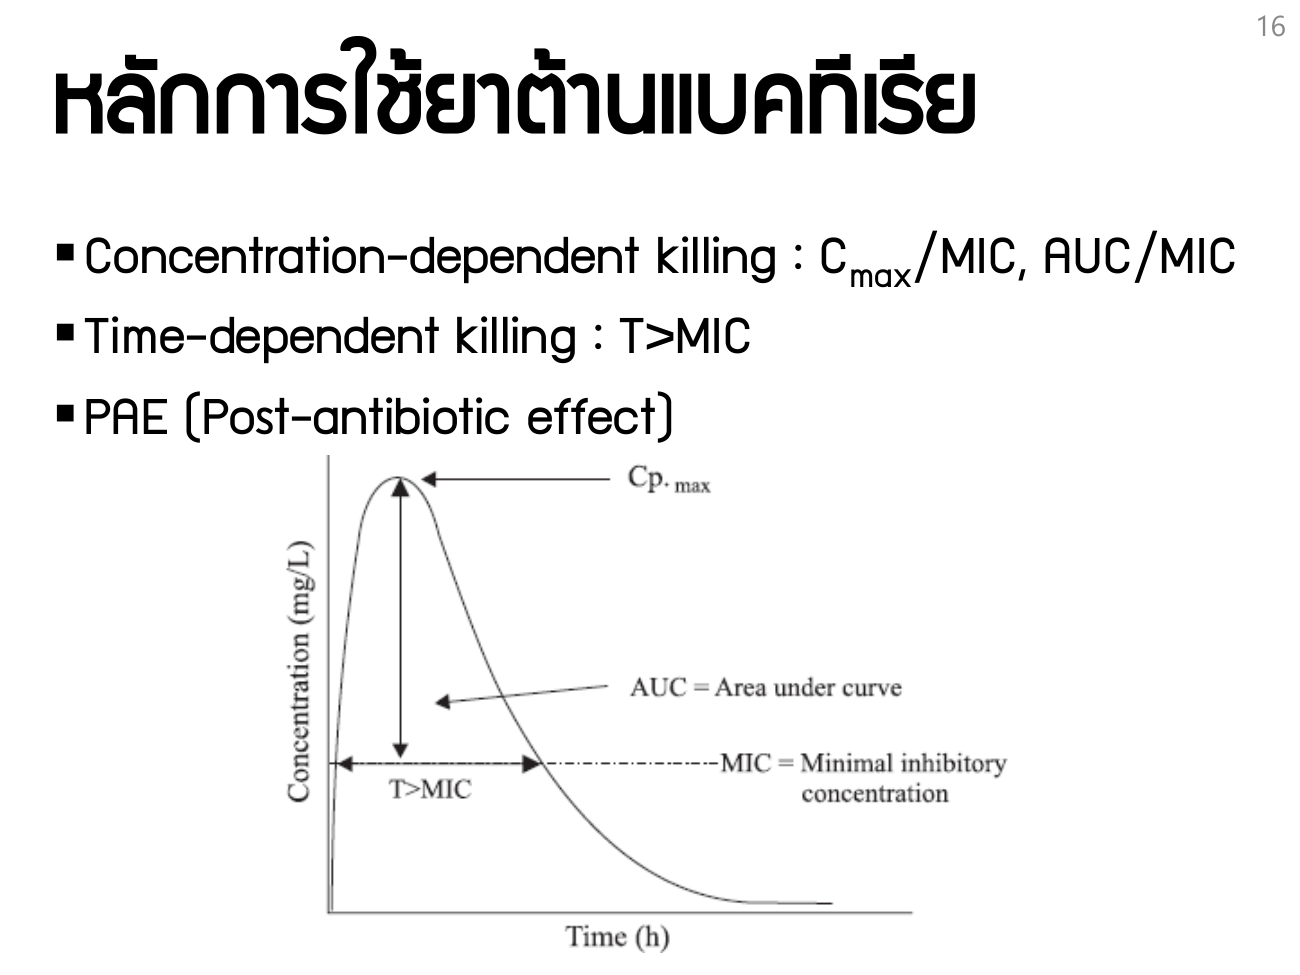 16
หลักการใช้ยาต้านแบคทีเรีย
▪ Concentration-dependent killing : Cmax/MIC, AUC/MIC
▪ Time-dependent killing : T>MIC
▪ PAE (Post-antibiotic effect)
Cp. max
Concentration (mg/L)
AUC = Area under curve
MIC = Minimal inhibitory
concentration
T>MIC
Time (h)